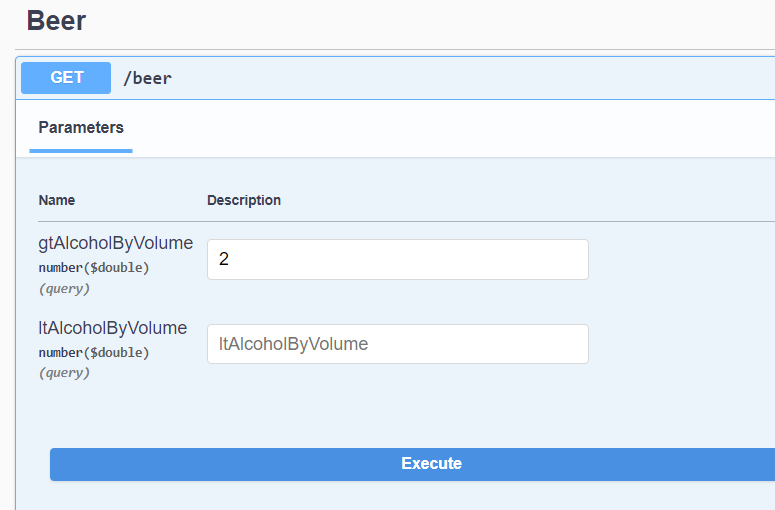 Beer
GET /beer
Parameters
Name Description
gtAlcoholByVolume
number($double)
(query)
2
ltAlcoholByVolume
number($double)
(query)
ltAlcoholByVolume
Execute